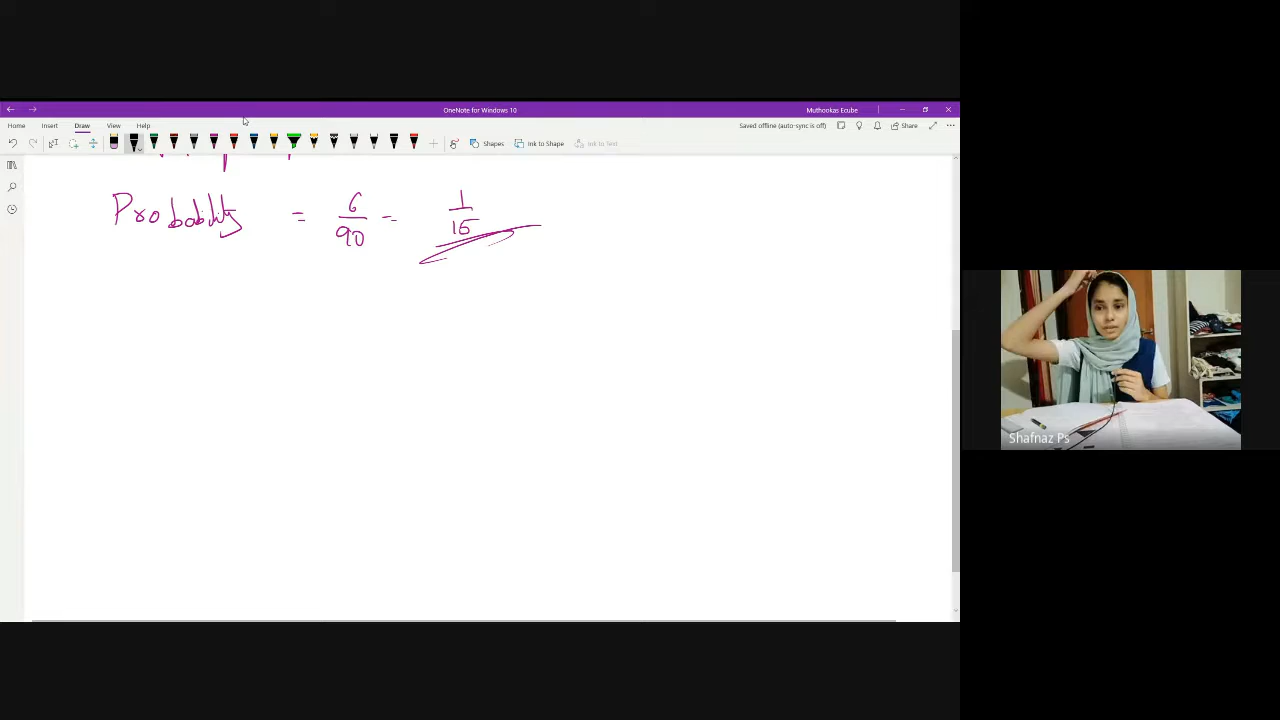 OneNote for Windows 10
Muthookas Ecube
Home Insert Draw View Help
Saved offline (auto-sync is off) Share
Shapes Ink to Shape Ink to Text
Probability = 6/90 = 1/15
Shafnaz Ps